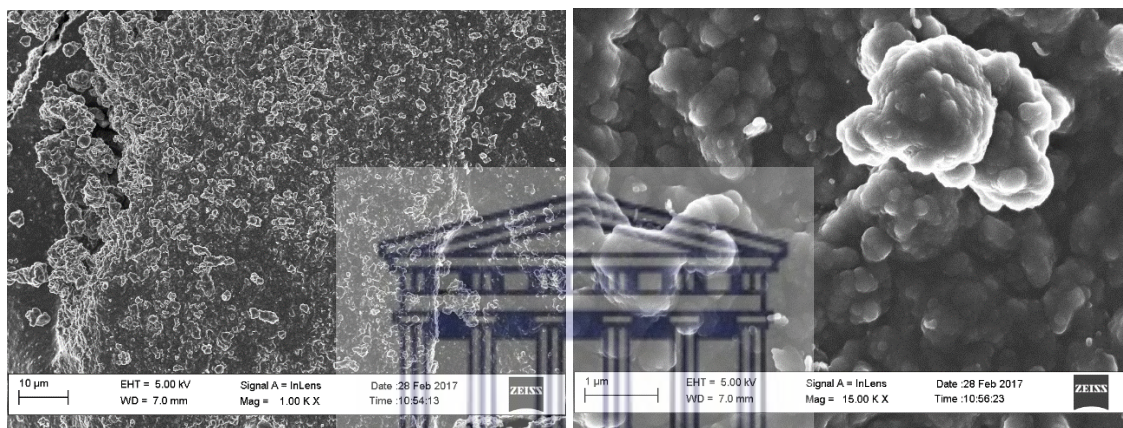 10 µm
EHT = 5.00 kV
WD = 7.0 mm
Signal A = InLens
Mag = 1.00 K X
Date :28 Feb 2017
Time :10:54:13
ZEISS
1 µm
EHT = 5.00 kV
WD = 7.0 mm
Signal A = InLens
Mag = 15.00 K X
Date :28 Feb 2017
Time :10:56:23
ZEISS